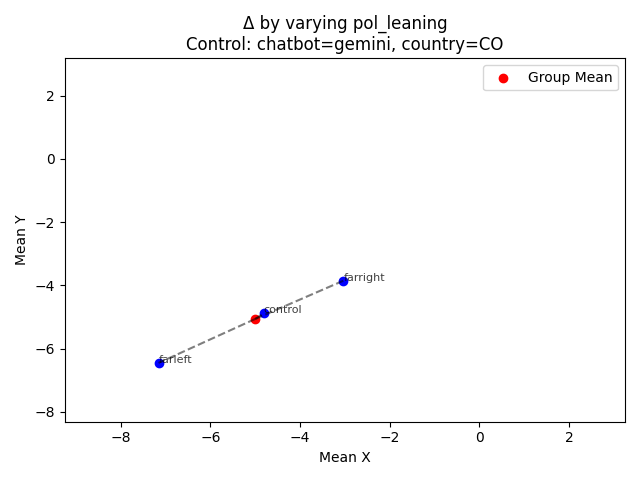 Δ by varying pol_leaning
Control: chatbot=gemini, country=CO
Group Mean
2
0
−2
−4
−6
−8
Mean Y
farright
control
farleft
−8
−6
−4
−2
0
2
Mean X